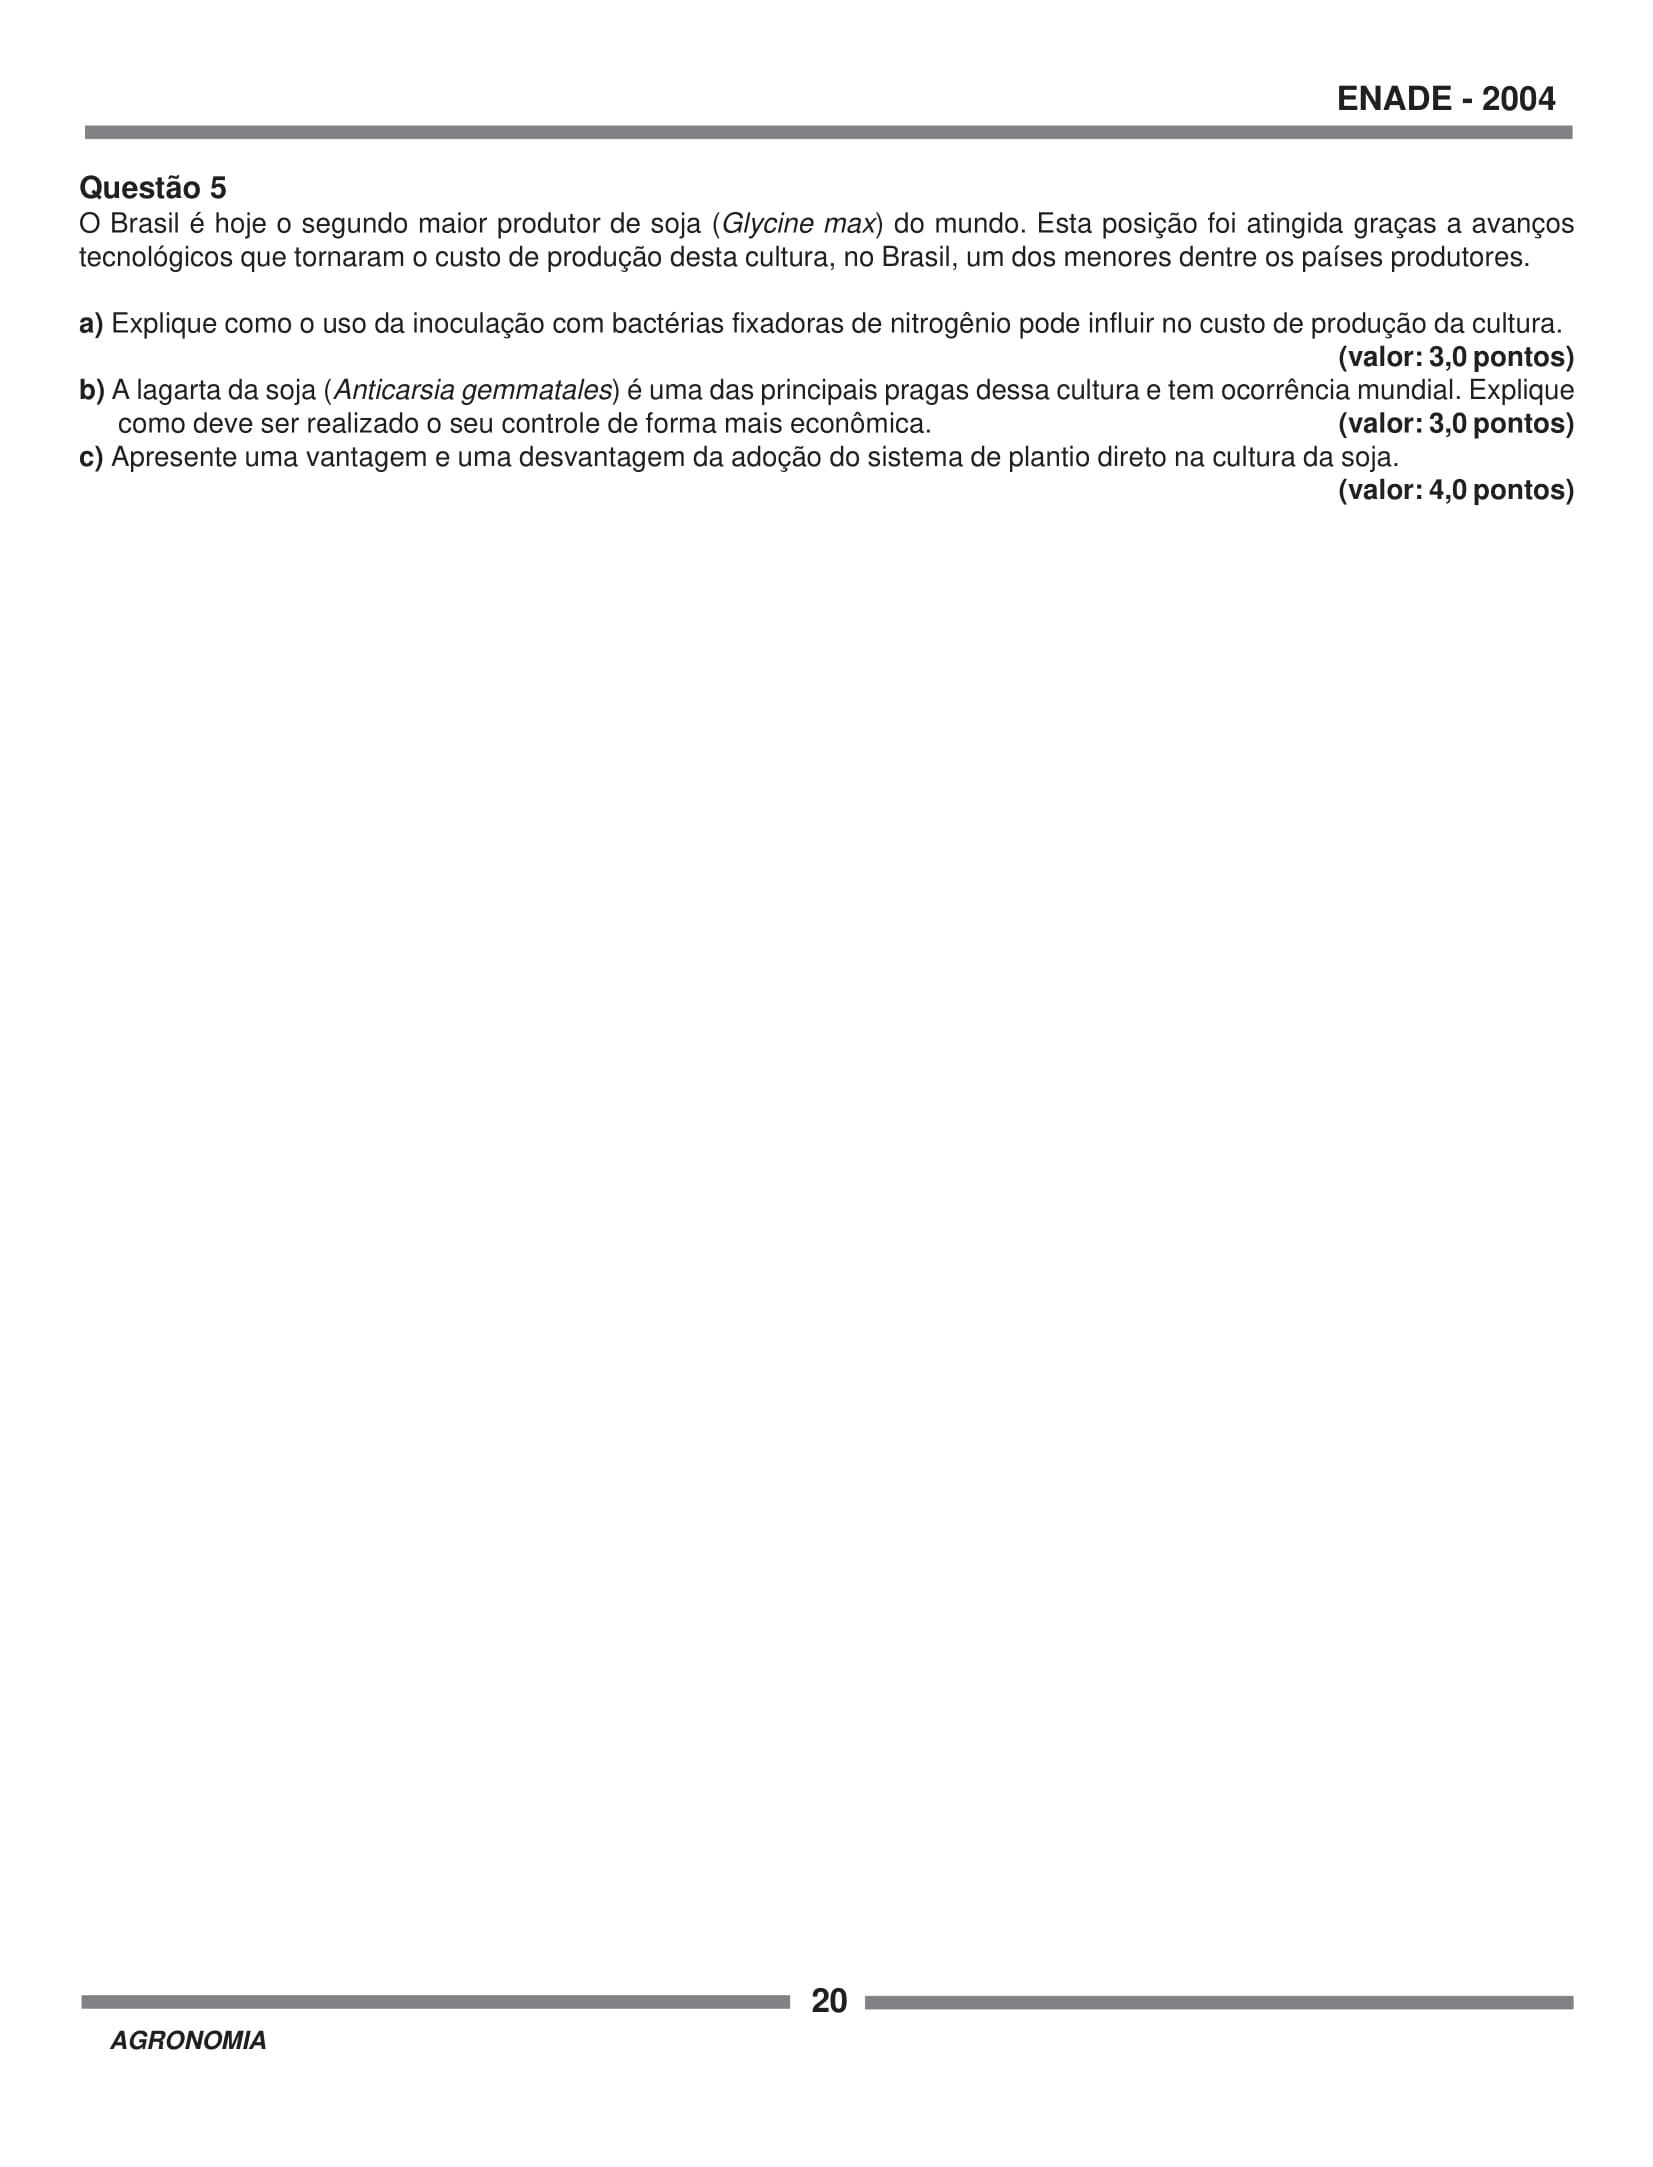 ENADE - 2004
Questão 5
O Brasil é hoje o segundo maior produtor de soja (Glycine max) do mundo. Esta posição foi atingida graças a avanços
tecnológicos que tornaram o custo de produção desta cultura, no Brasil, um dos menores dentre os países produtores.
a) Explique como o uso da inoculação com bactérias fixadoras de nitrogênio pode influir no custo de produção da cultura.
(valor: 3,0 pontos)
b) A lagarta da soja (Anticarsia gemmatales) é uma das principais pragas dessa cultura e tem ocorrência mundial. Explique
como deve ser realizado o seu controle de forma mais econômica. (valor: 3,0 pontos)
c) Apresente uma vantagem e uma desvantagem da adoção do sistema de plantio direto na cultura da soja.
(valor: 4,0 pontos)
20
AGRONOMIA